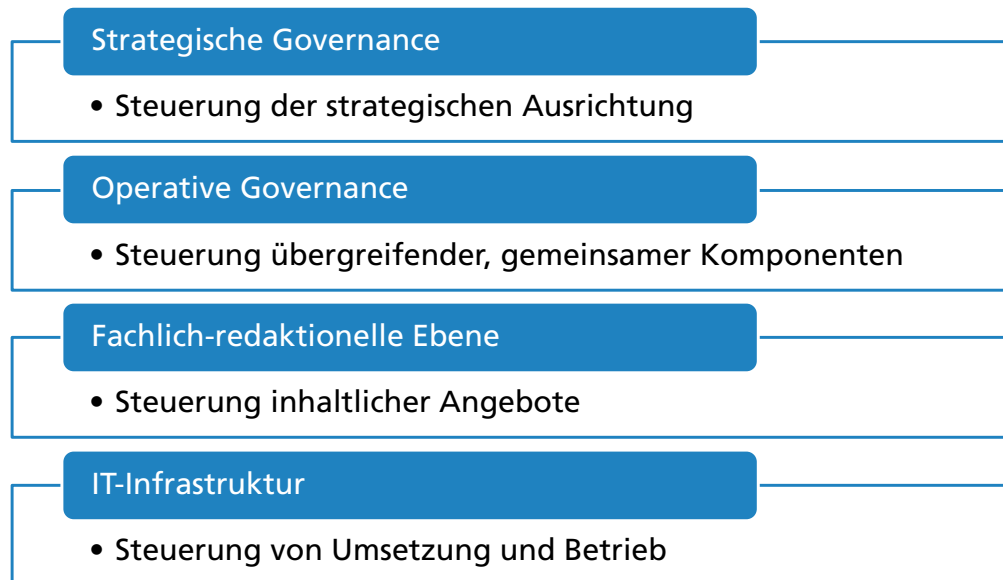 Strategische Governance
• Steuerung der strategischen Ausrichtung
Operative Governance
• Steuerung übergreifender, gemeinsamer Komponenten
Fachlich-redaktionelle Ebene
• Steuerung inhaltlicher Angebote
IT-Infrastruktur
• Steuerung von Umsetzung und Betrieb